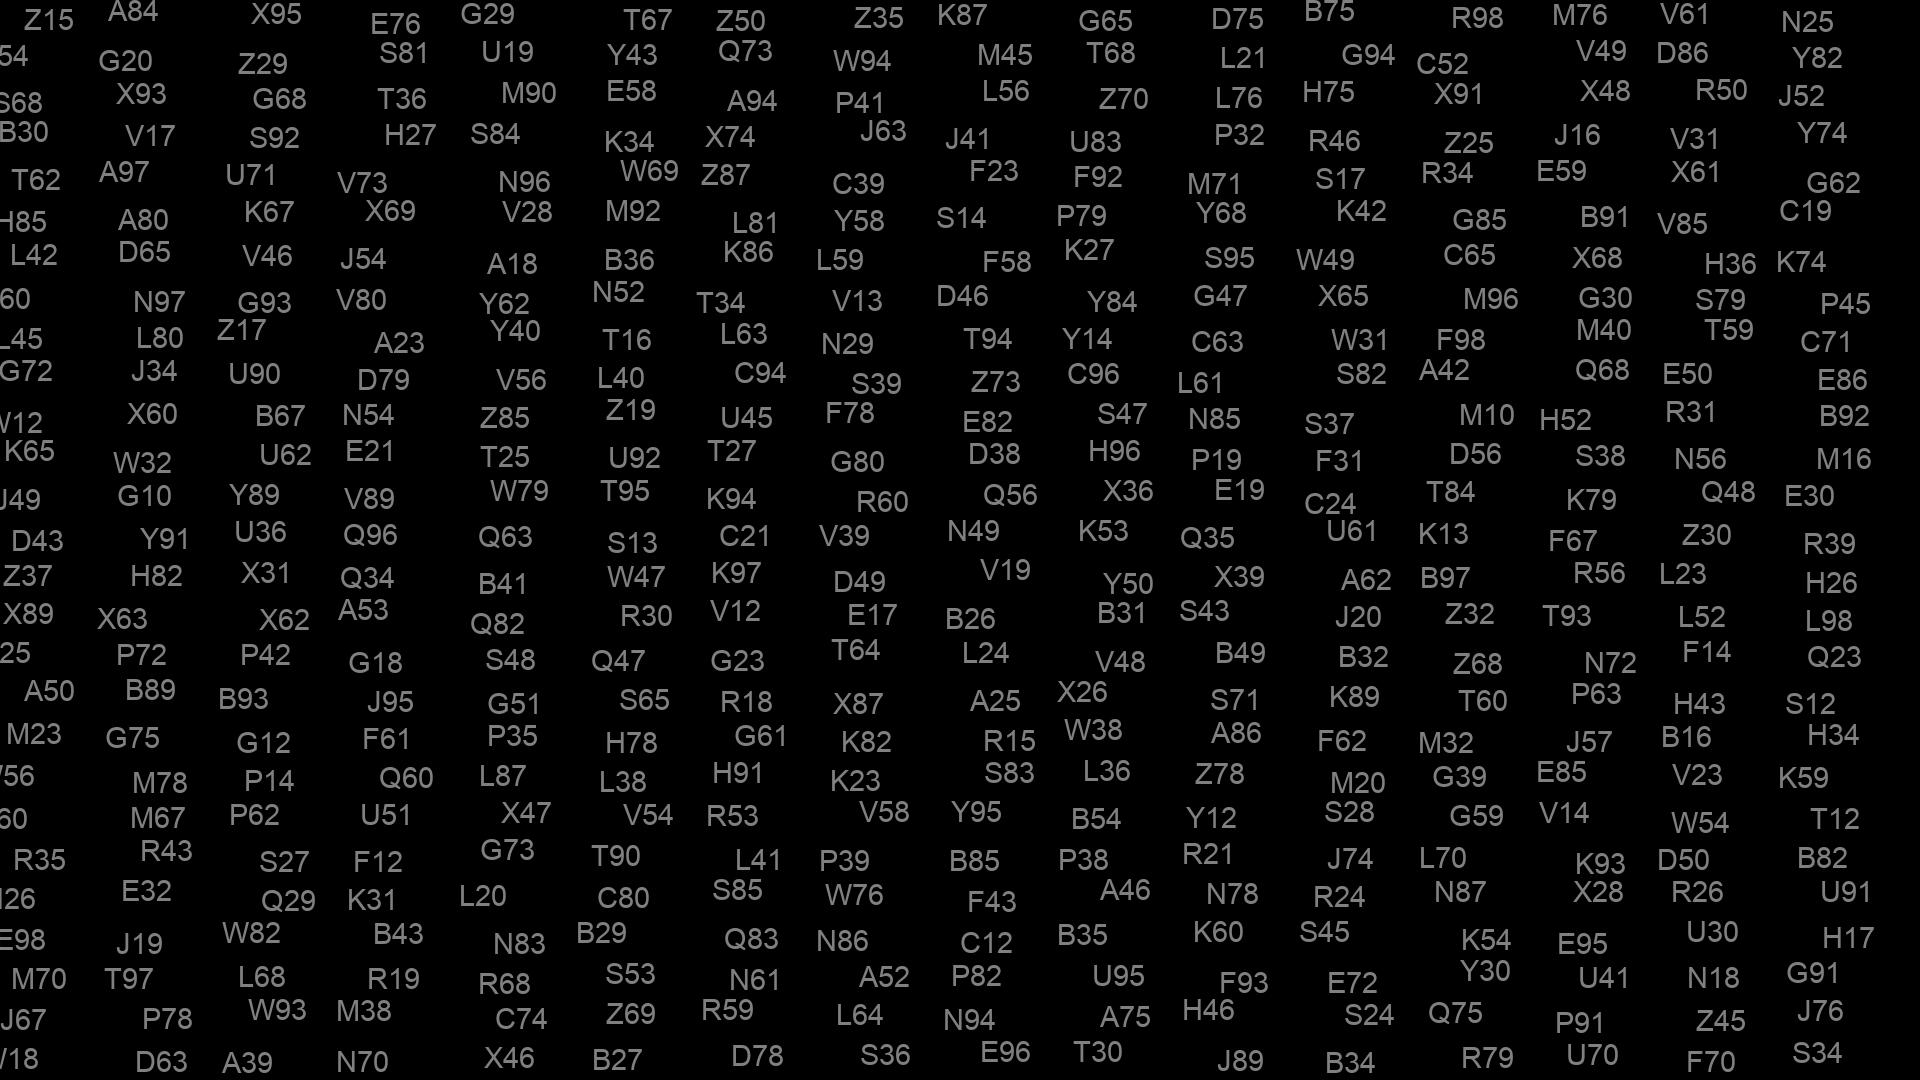 Z15 A84 X95 E76 G29 T67 Z50 Z35 K87 G65 D75 B75 R98 M76 V61 N25
54 G20 Z29 S81 U19 Y43 Q73 W94 M45 T68 L21 G94 C52 V49 D86 Y82
S68 X93 G68 T36 M90 E58 A94 P41 L56 Z70 L76 H75 X91 X48 R50 J52
B30 V17 S92 H27 S84 K34 X74 J63 J41 U83 P32 R46 Z25 J16 V31 Y74
T62 A97 U71 V73 N96 W69 Z87 C39 F23 F92 M71 S17 R34 E59 X61 G62
H85 A80 K67 X69 V28 M92 L81 Y58 S14 P79 Y68 K42 G85 B91 V85 C19
L42 D65 V46 J54 A18 B36 K86 L59 F58 K27 S95 W49 C65 X68 H36 K74
60 N97 G93 V80 Y62 N52 T34 V13 D46 Y84 G47 X65 M96 G30 S79 P45
L45 L80 Z17 A23 Y40 T16 L63 N29 T94 Y14 C63 W31 F98 M40 T59 C71
G72 J34 U90 D79 V56 L40 C94 S39 Z73 C96 L61 S82 A42 Q68 E50 E86
W12 X60 B67 N54 Z85 Z19 U45 F78 E82 S47 N85 S37 M10 H52 R31 B92
K65 W32 U62 E21 T25 U92 T27 G80 D38 H96 P19 F31 D56 S38 N56 M16
J49 G10 Y89 V89 W79 T95 K94 R60 Q56 X36 E19 C24 T84 K79 Q48 E30
D43 Y91 U36 Q96 Q63 S13 C21 V39 N49 K53 Q35 U61 K13 F67 Z30 R39
Z37 H82 X31 Q34 B41 W47 K97 D49 V19 Y50 X39 A62 B97 R56 L23 H26
X89 X63 X62 A53 Q82 R30 V12 E17 B26 B31 S43 J20 Z32 T93 L52 L98
25 P72 P42 G18 S48 Q47 G23 T64 L24 V48 B49 B32 Z68 N72 F14 Q23
A50 B89 B93 J95 G51 S65 R18 X87 A25 X26 S71 K89 T60 P63 H43 S12
M23 G75 G12 F61 P35 H78 G61 K82 R15 W38 A86 F62 M32 J57 B16 H34
56 M78 P14 Q60 L87 L38 H91 K23 S83 L36 Z78 M20 G39 E85 V23 K59
60 M67 P62 U51 X47 V54 R53 V58 Y95 B54 Y12 S28 G59 V14 W54 T12
R35 R43 S27 F12 G73 T90 L41 P39 B85 P38 R21 J74 L70 K93 D50 B82
26 E32 Q29 K31 L20 C80 S85 W76 F43 A46 N78 R24 N87 X28 R26 U91
E98 J19 W82 B43 N83 B29 Q83 N86 C12 B35 K60 S45 K54 E95 U30 H17
M70 T97 L68 R19 R68 S53 N61 A52 P82 U95 F93 E72 Y30 U41 N18 G91
J67 P78 W93 M38 C74 Z69 R59 L64 N94 A75 H46 S24 Q75 P91 Z45 J76
18 D63 A39 N70 X46 B27 D78 S36 E96 T30 J89 B34 R79 U70 F70 S34